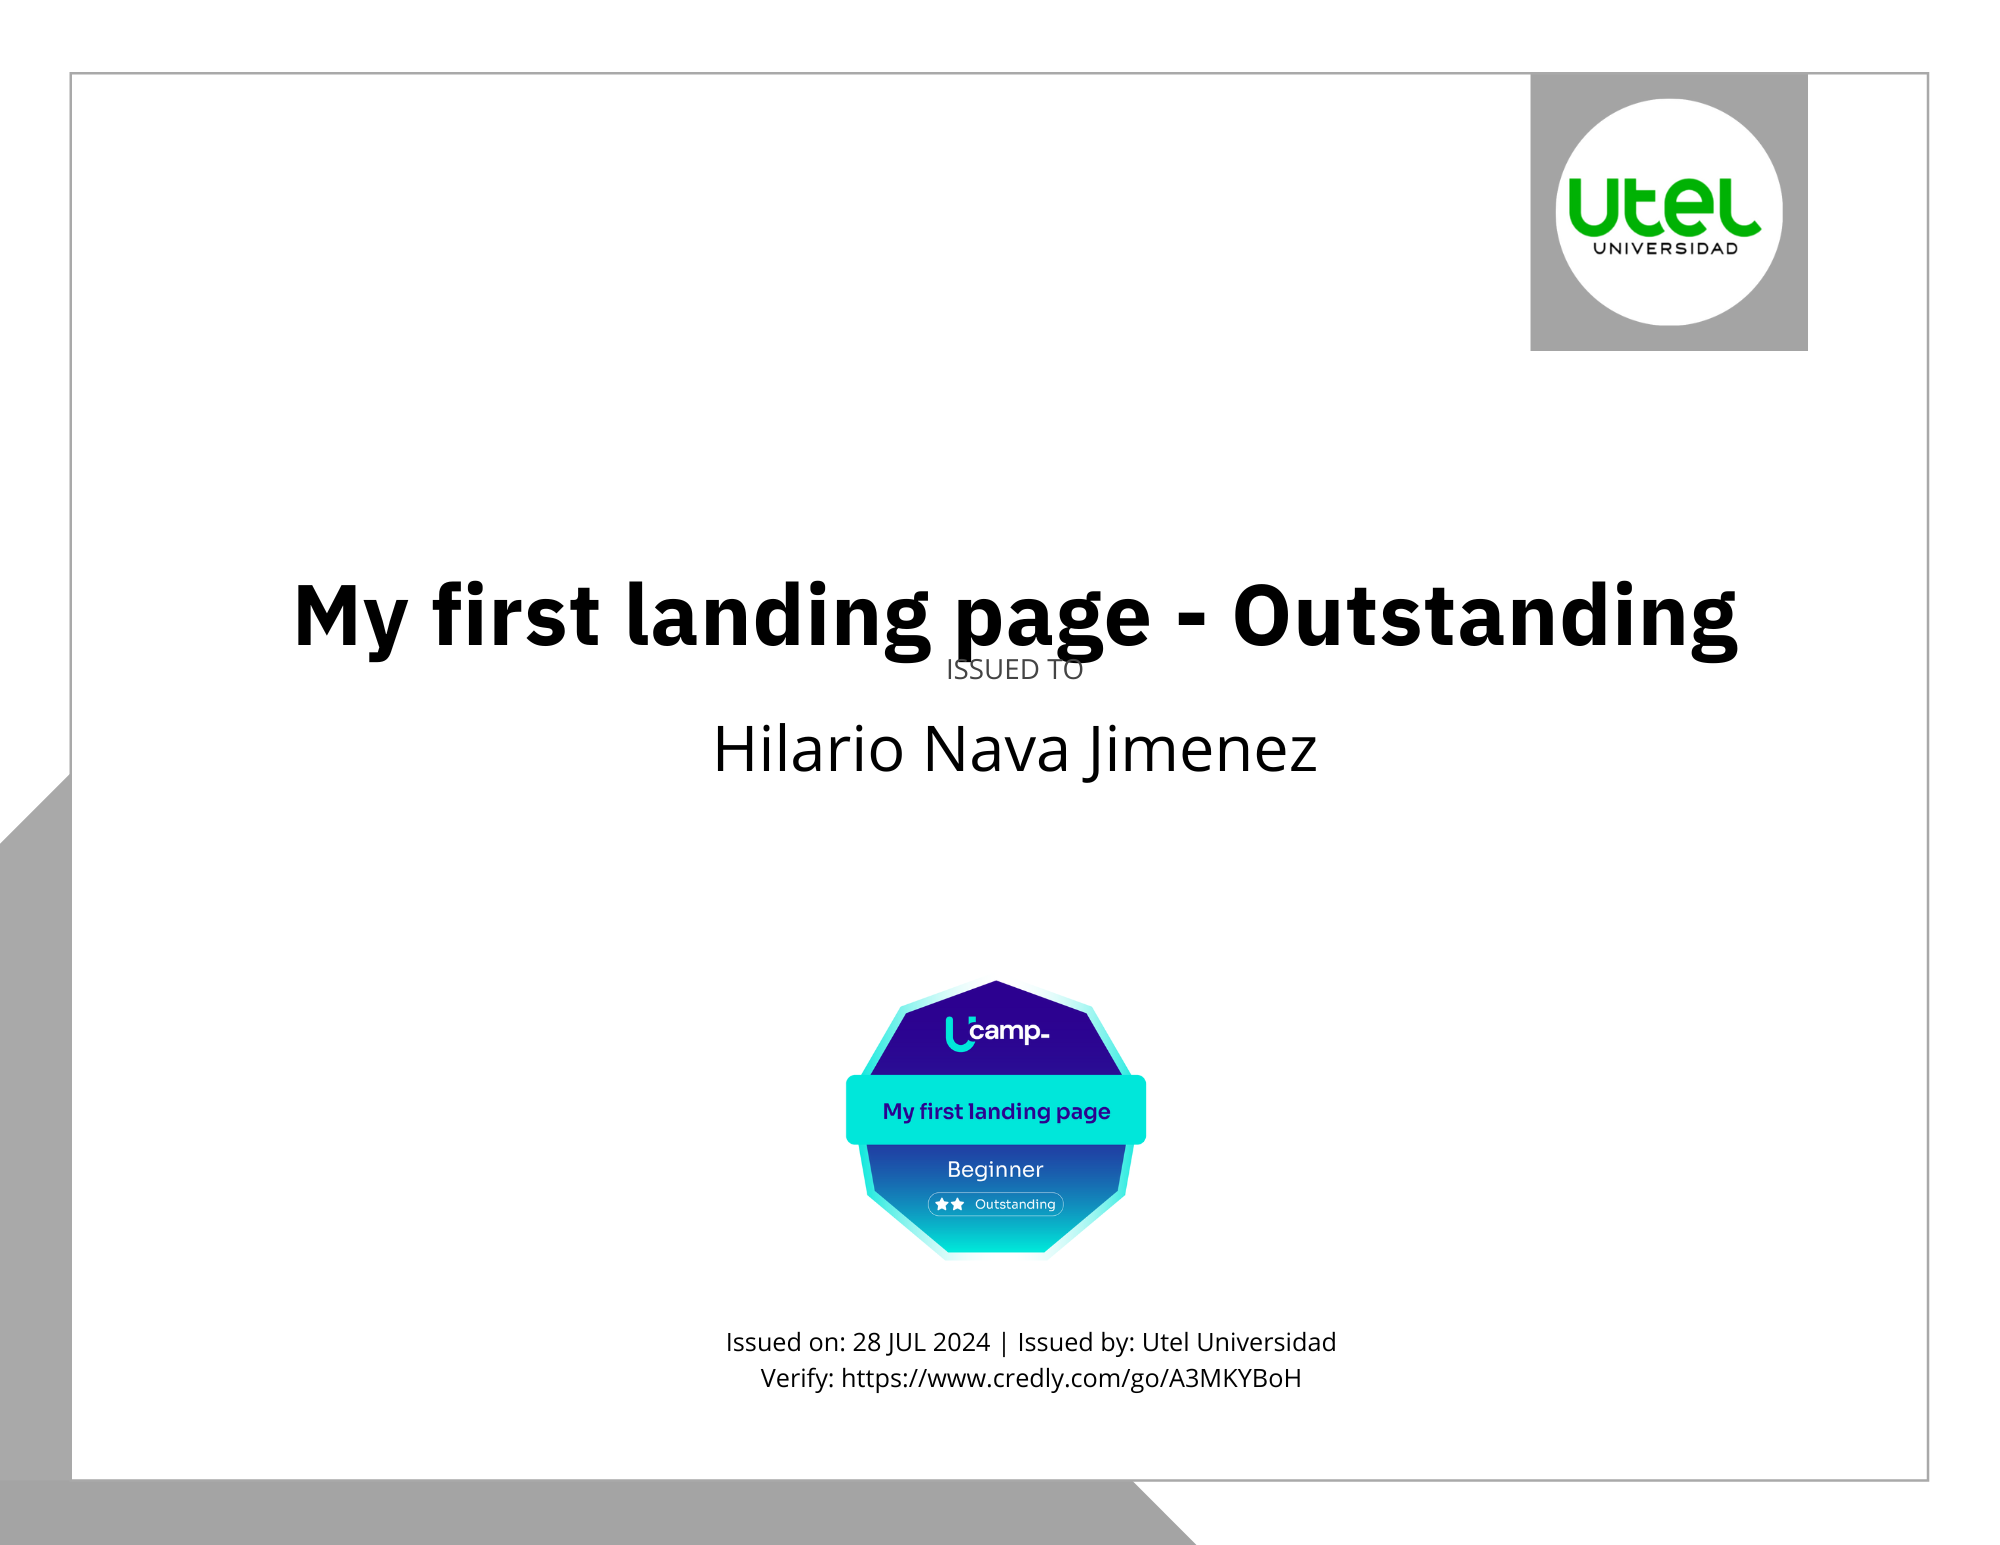 utel
UNIVERSIDAD
My first landing page - Outstanding
ISSUED TO
Hilario Nava Jimenez
Ucamp_
My first landing page
Beginner
Outstanding
Issued on: 28 JUL 2024 | Issued by: Utel Universidad
Verify: https://www.credly.com/go/A3MKYBoH